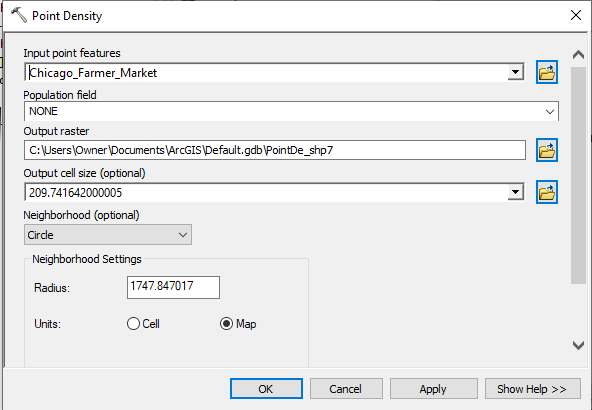 Point Density
Input point features
Chicago_Farmer_Market
Population field
NONE
Output raster
C:\Users\Owner\Documents\ArcGIS\Default.gdb\PointDe_shp7
Output cell size (optional)
209.741642000005
Neighborhood (optional)
Circle
Neighborhood Settings
Radius: 1747.847017
Units: Cell Map
OK Cancel Apply Show Help >>